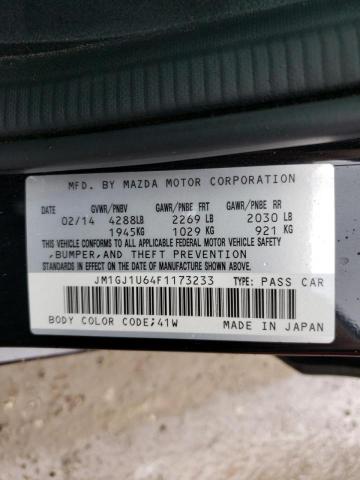 MFD. BY MAZDA MOTOR CORPORATION
DATE GVWR/PNBV GAWR/PNBE FRT GAWR/PNBE RR
02/14 4288LB 2269 LB 2030 LB
1945KG 1029 KG 921 KG
THIS VEHICLE CONFORMS TO ALL APPLICABLE FEDERAL MOTOR VEHICLE SAFETY
,BUMPER,AND THEFT PREVENTION
STANDARDS IN EFFECT ON THE DATE OF MANUFACTURE SHOWN ABOVE.
JM1GJ1U64F1173233 TYPE: PASS CAR
BODY COLOR CODE;41W MADE IN JAPAN